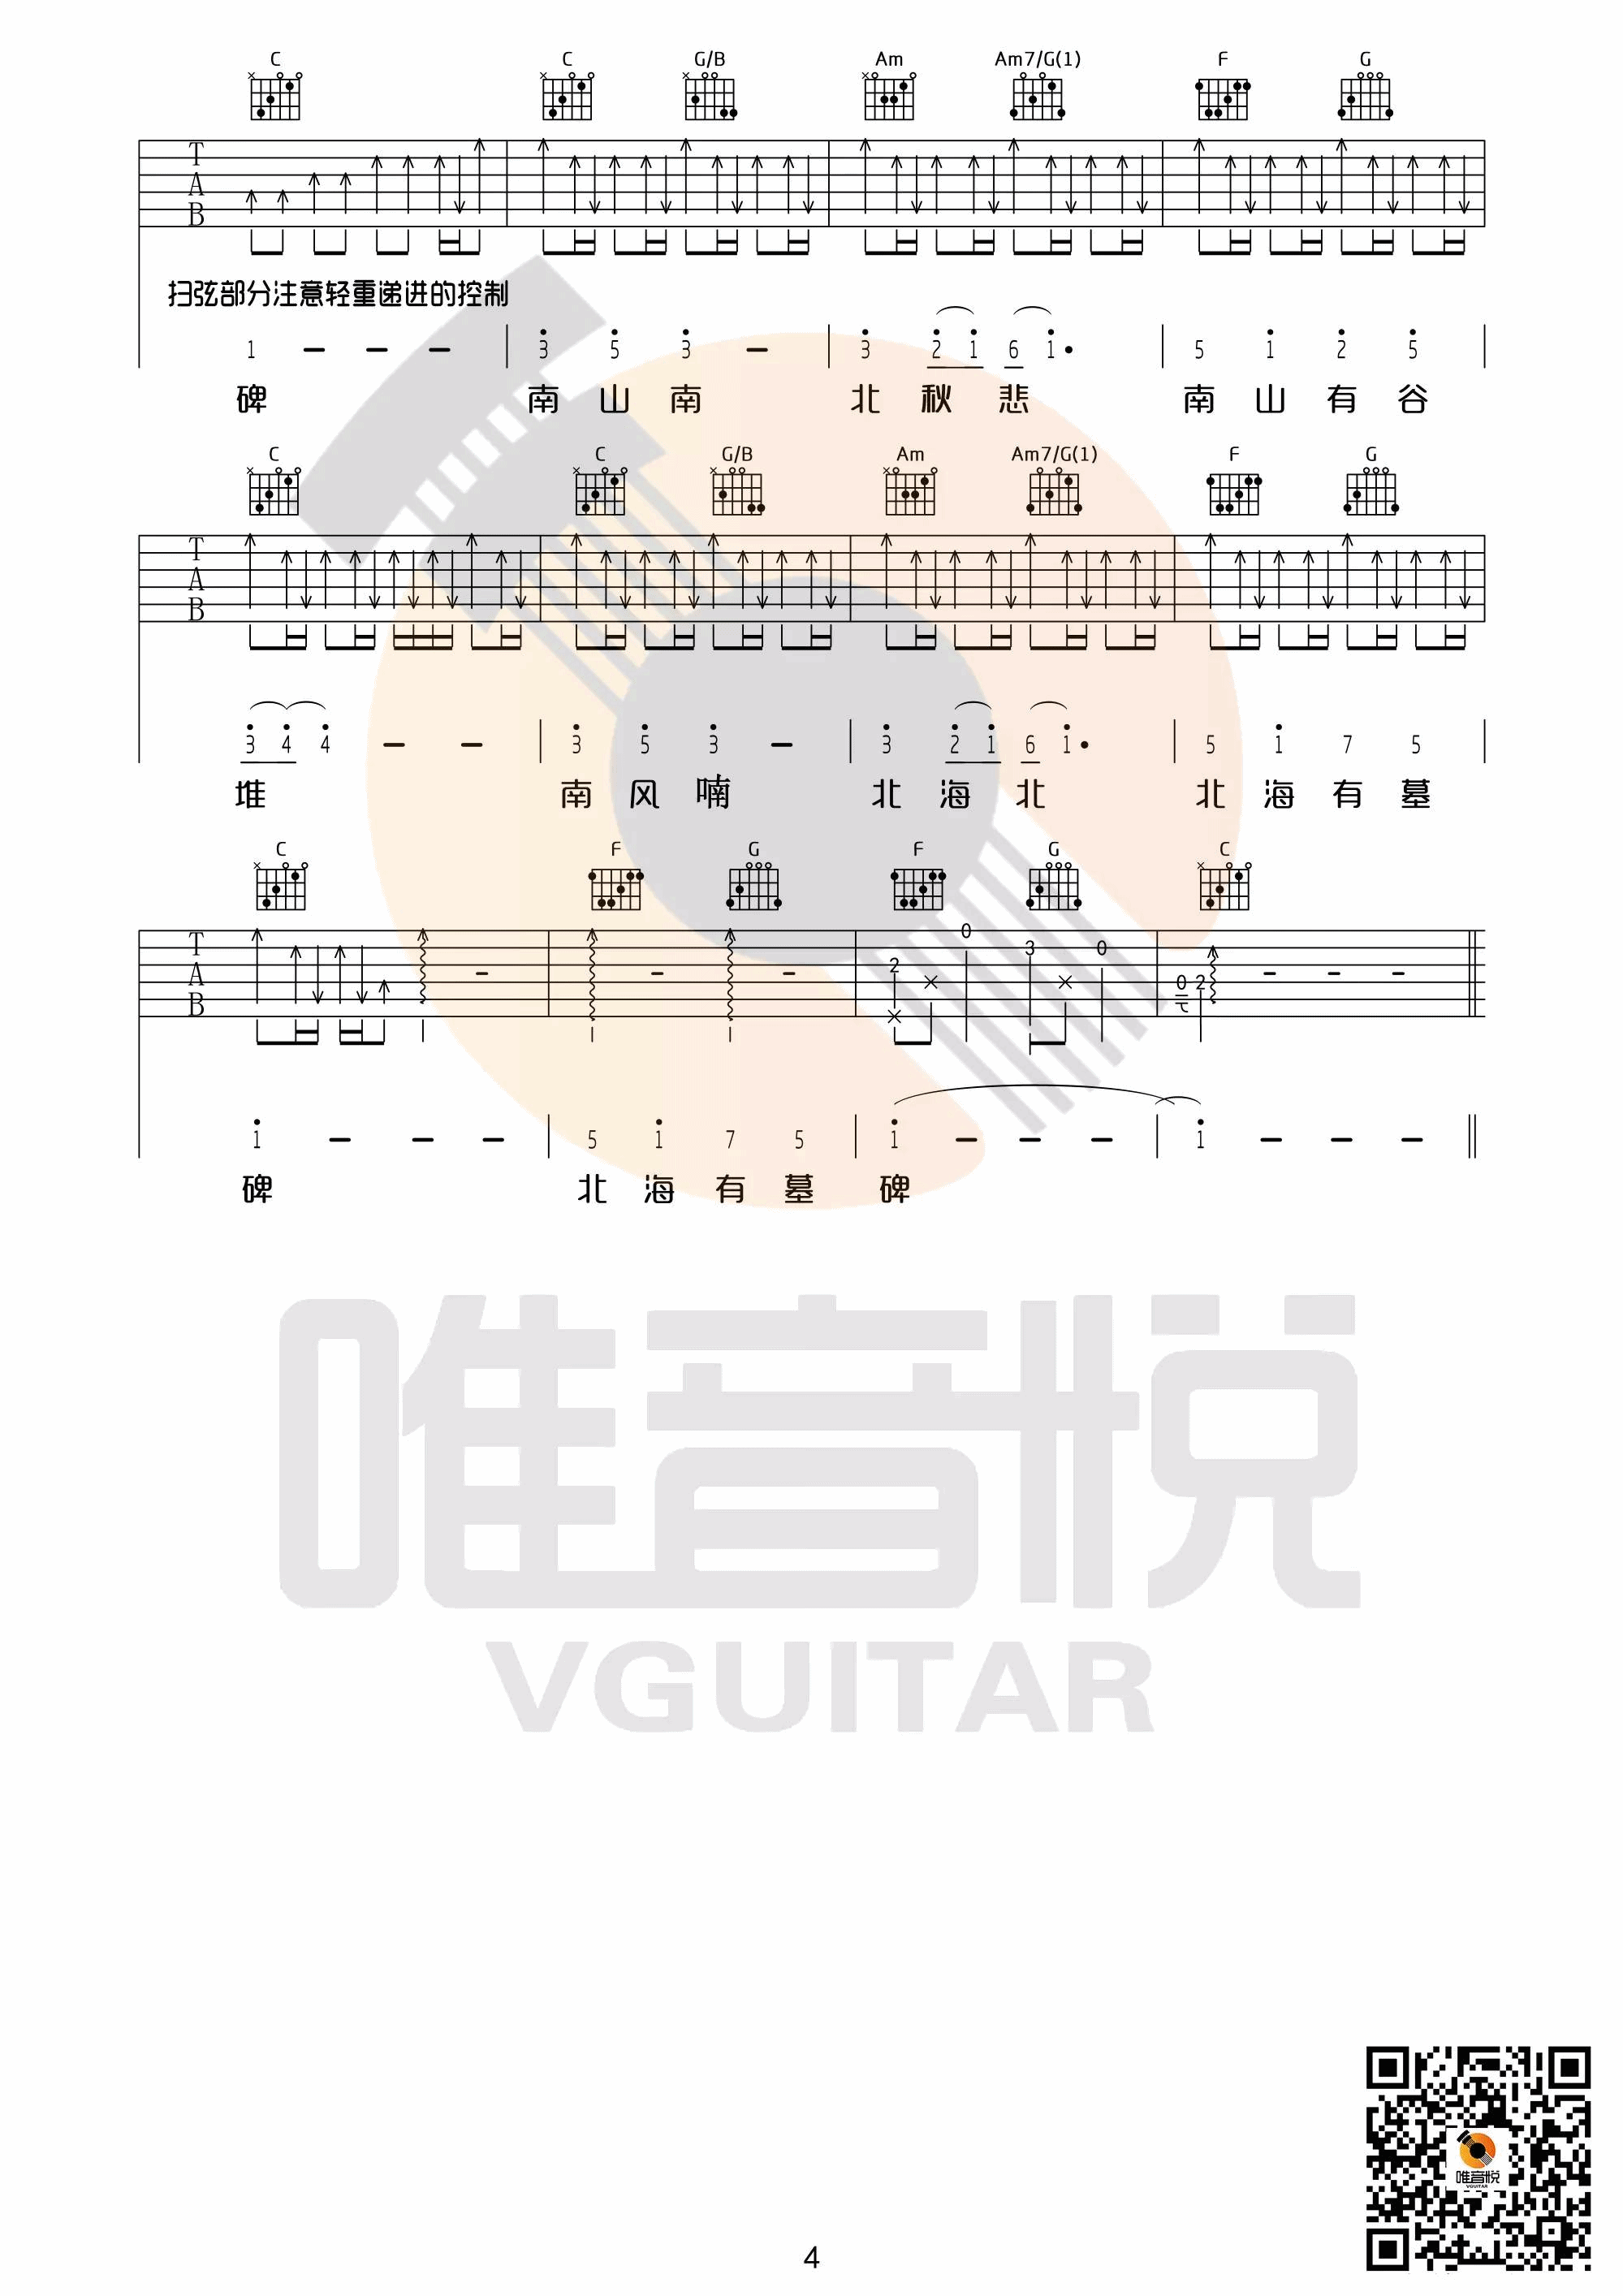 C C G/B Am Am7/G(1) F G
T
A
B
扫弦部分注意轻重递进的控制
1 – – – 3 5 3 – 3 2 1 6 1· 5 1 2 5
碑 南 山 南 北 秋 悲 南 山 有 谷
C C G/B Am Am7/G(1) F G
T
A
B
3 4 4 – – 3 5 3 – 3 2 1 6 1· 5 1 7 5
堆 南 风 喃 北 海 北 北 海 有 墓
C F G F G C
T
A
B
2 0 3 0 0 2
1 – – – 5 1 7 5 1 – – – 1 – – –
碑 北 海 有 墓 碑
唯音悦
VGUITAR
唯音悦
VGUITAR
4